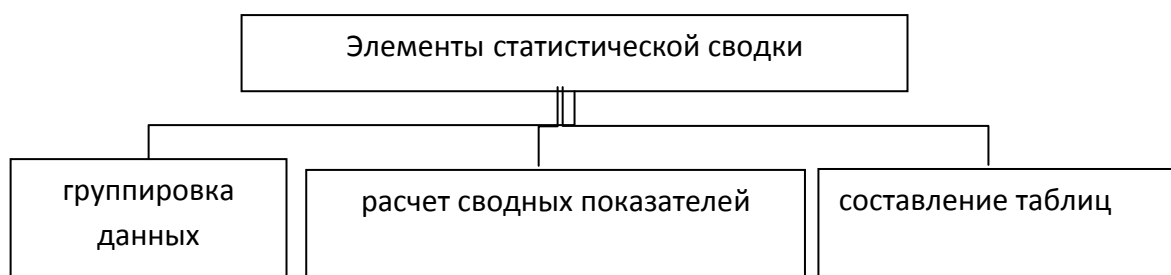 Элементы статистической сводки
группировка
данных
расчет сводных показателей
составление таблиц